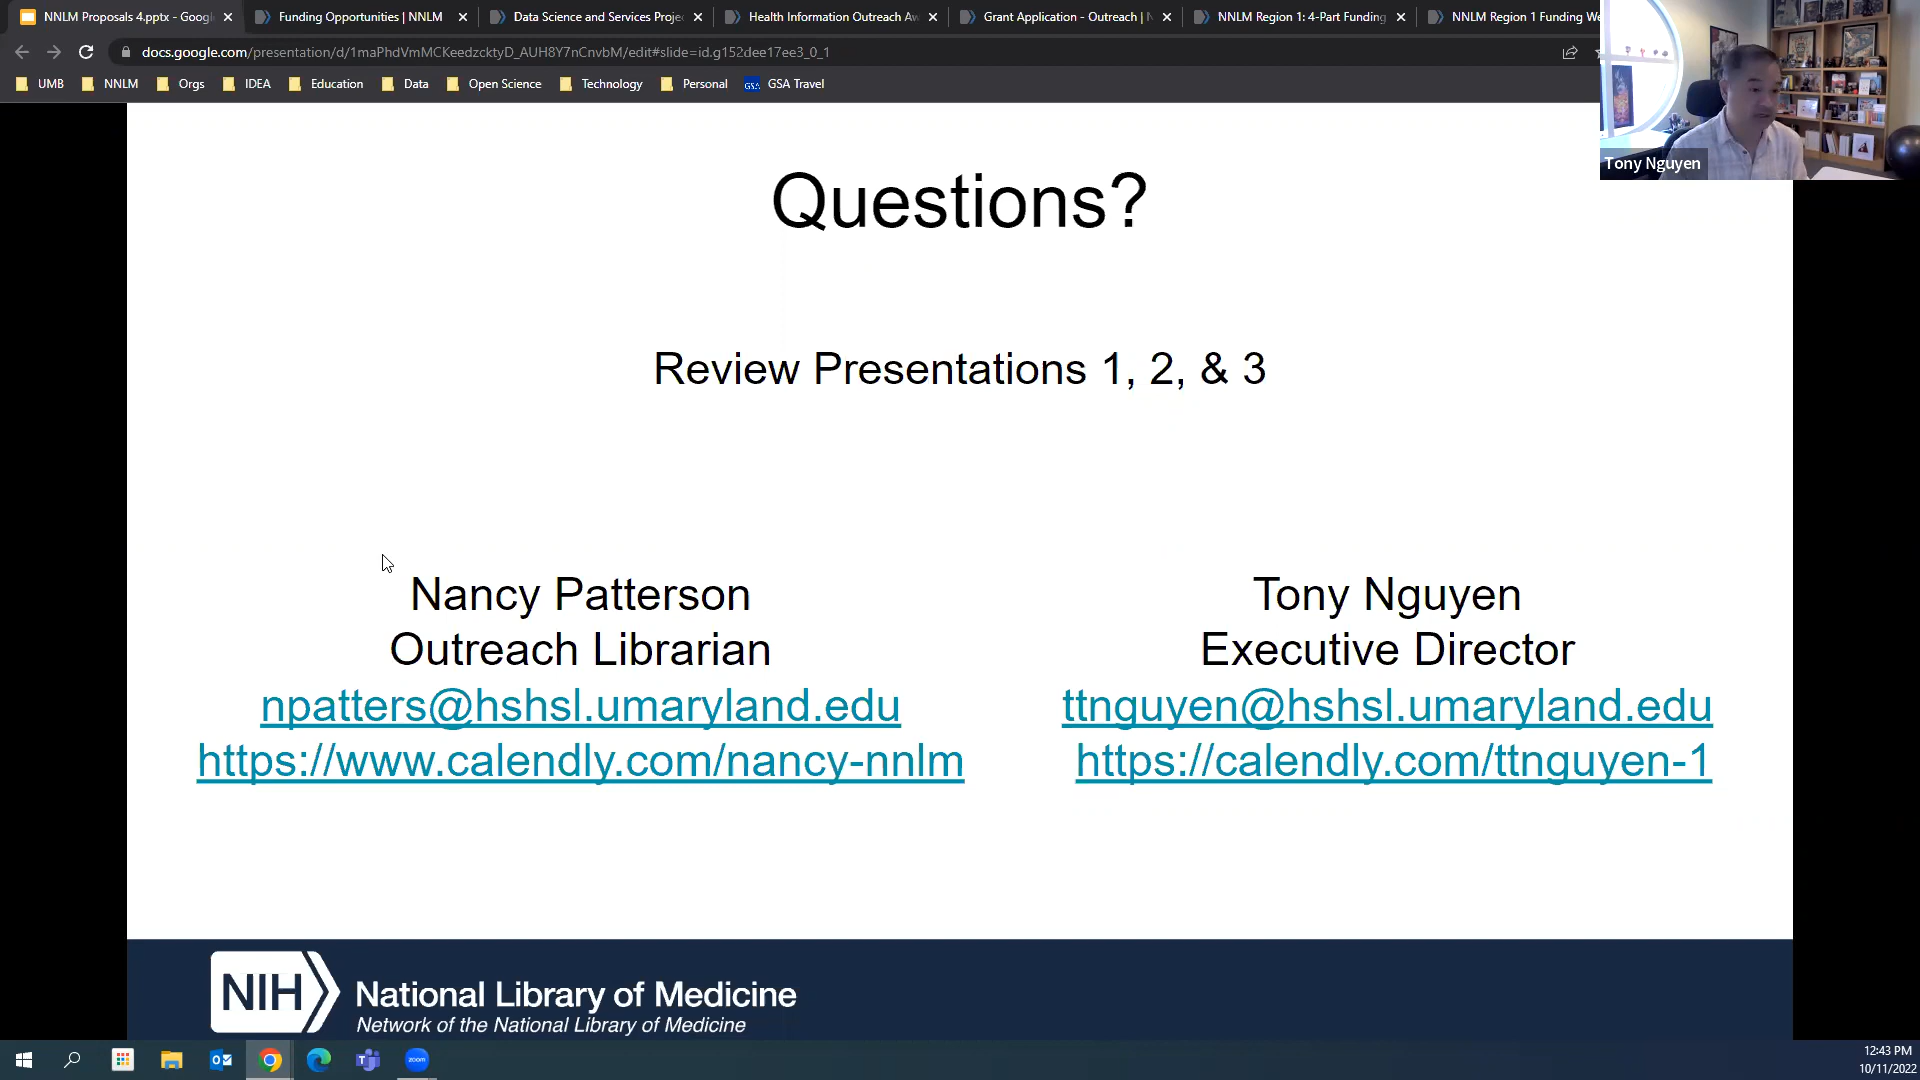 NNLM Proposals 4.pptx - Googl
Funding Opportunities | NNLM
Data Science and Services Proje
Health Information Outreach Aw
Grant Application - Outreach | N
NNLM Region 1: 4-Part Funding
NNLM Region 1 Funding We
docs.google.com/presentation/d/1maPhdVmMCKeedzcktyD_AUH8Y7nCnvbM/edit#slide=id.g152dee17ee3_0_1
UMB
NNLM
Orgs
IDEA
Education
Data
Open Science
Technology
Personal
GSA
GSA Travel
Tony Nguyen
Questions?
Review Presentations 1, 2, & 3
Nancy Patterson
Outreach Librarian
npatters@hshsl.umaryland.edu
https://www.calendly.com/nancy-nnlm
Tony Nguyen
Executive Director
ttnguyen@hshsl.umaryland.edu
https://calendly.com/ttnguyen-1
NIH
National Library of Medicine
Network of the National Library of Medicine
zoom
12:43 PM
10/11/2022